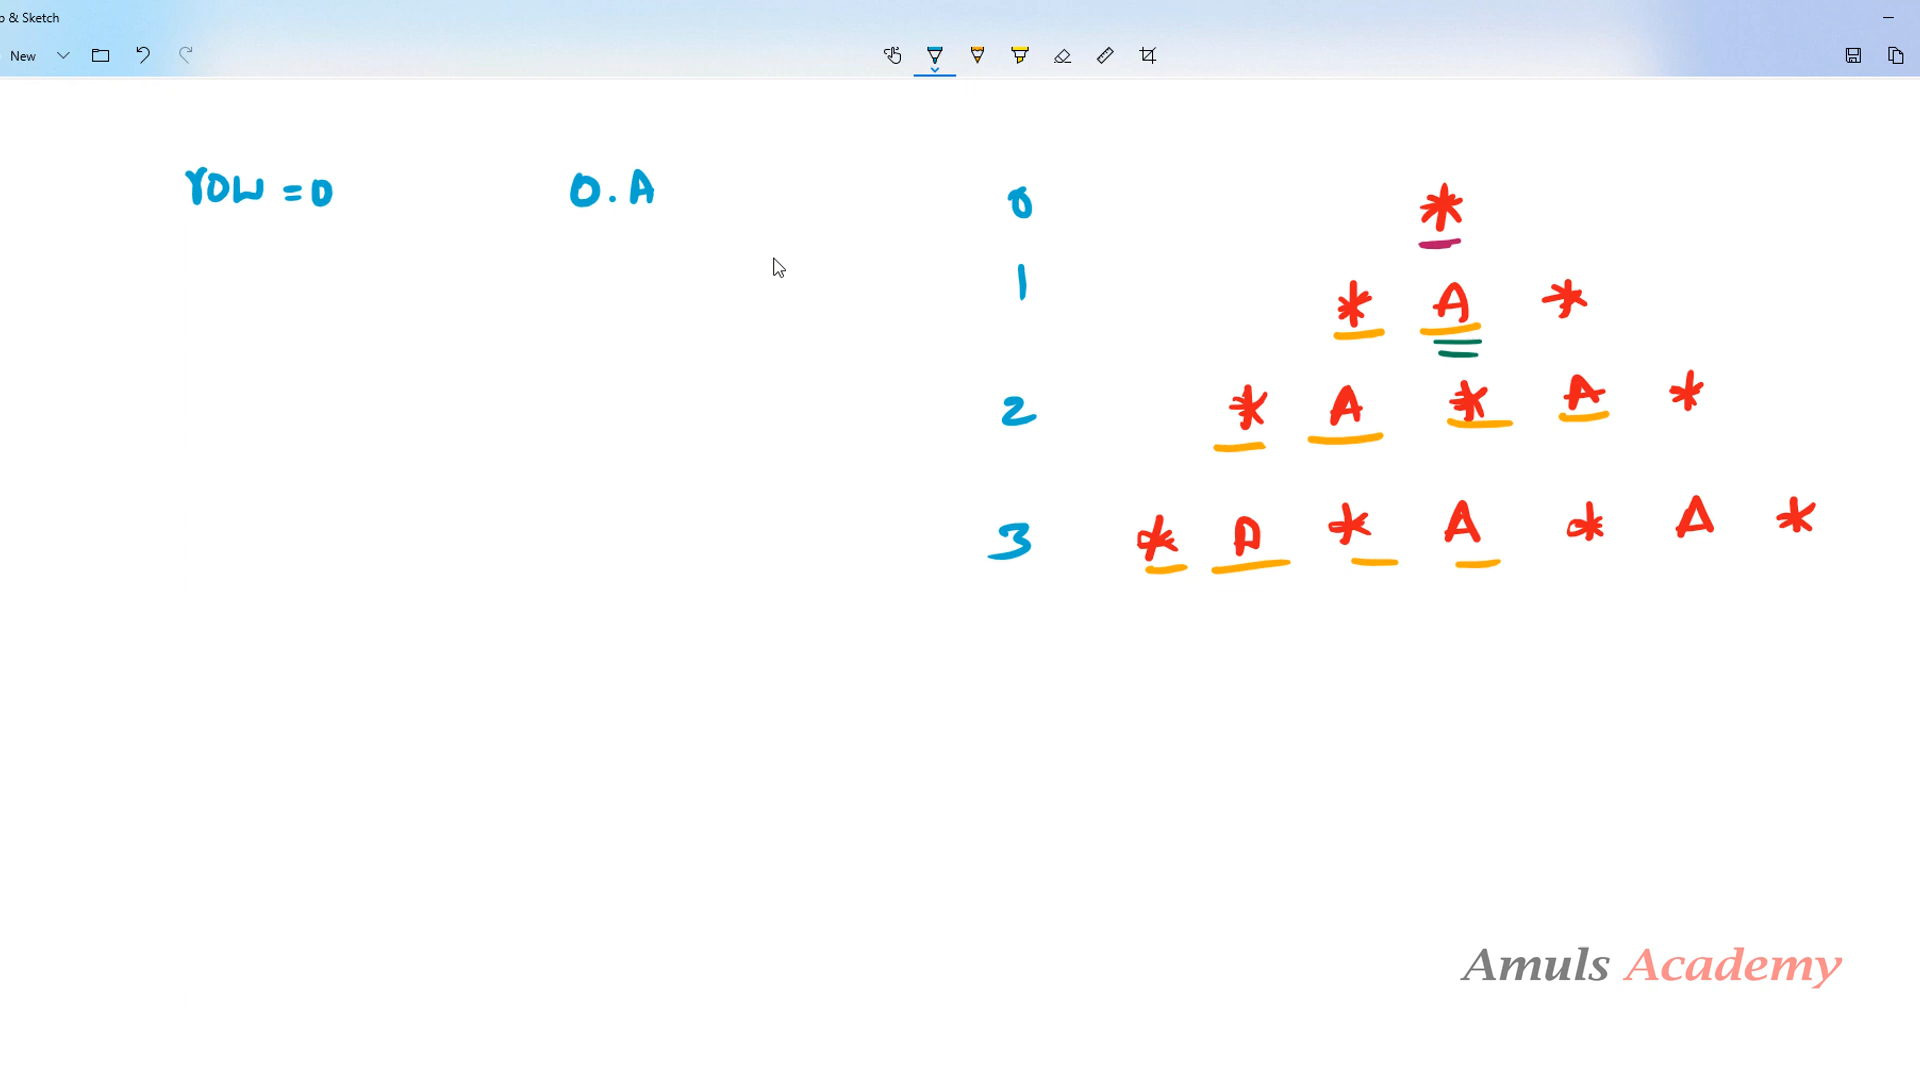 p & Sketch
New
row = 0 0.A 0 *
1 * A *
2 * A * A *
3 * A * A * A *
Amuls Academy